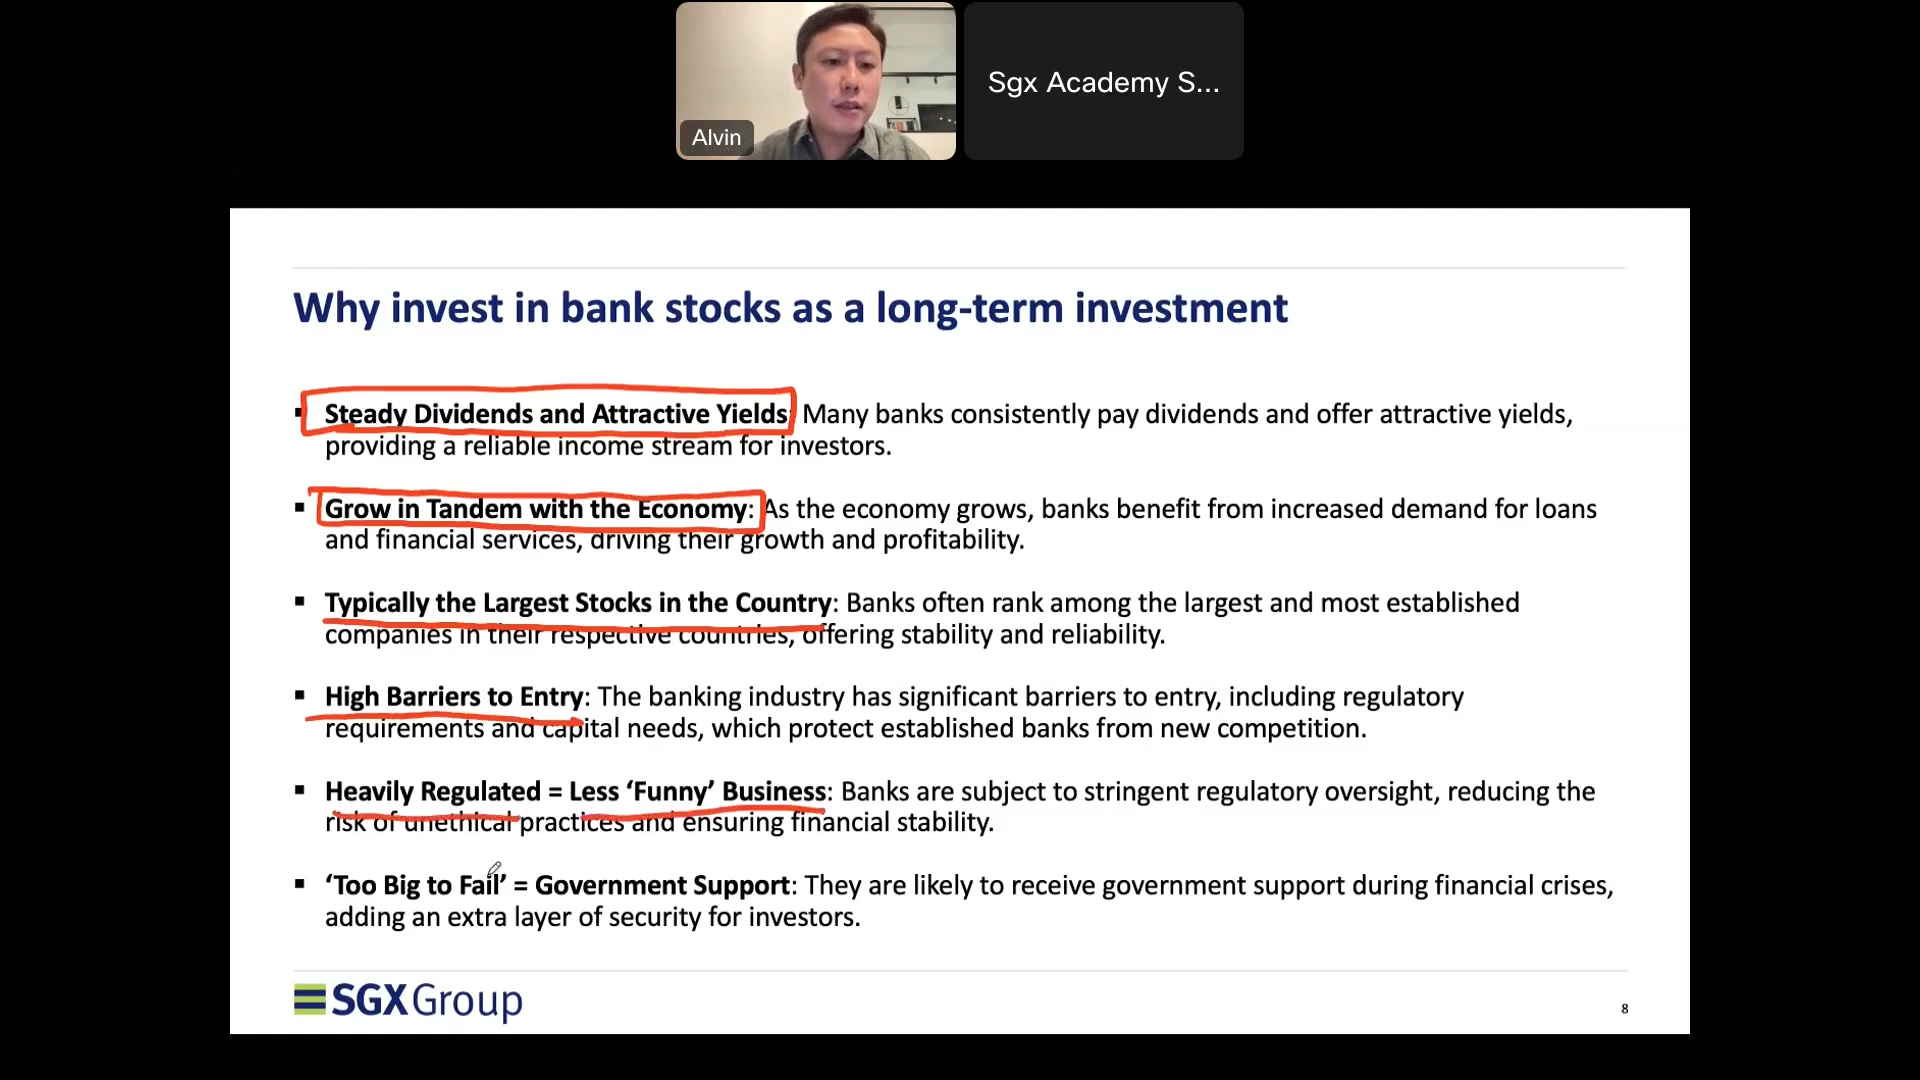 Alvin
Sgx Academy S...
Why invest in bank stocks as a long-term investment
▪ Steady Dividends and Attractive Yields: Many banks consistently pay dividends and offer attractive yields,
providing a reliable income stream for investors.
▪ Grow in Tandem with the Economy: As the economy grows, banks benefit from increased demand for loans
and financial services, driving their growth and profitability.
▪ Typically the Largest Stocks in the Country: Banks often rank among the largest and most established
companies in their respective countries, offering stability and reliability.
▪ High Barriers to Entry: The banking industry has significant barriers to entry, including regulatory
requirements and capital needs, which protect established banks from new competition.
▪ Heavily Regulated = Less ‘Funny’ Business: Banks are subject to stringent regulatory oversight, reducing the
risk of unethical practices and ensuring financial stability.
▪ ‘Too Big to Fail’ = Government Support: They are likely to receive government support during financial crises,
adding an extra layer of security for investors.
SGX Group
8